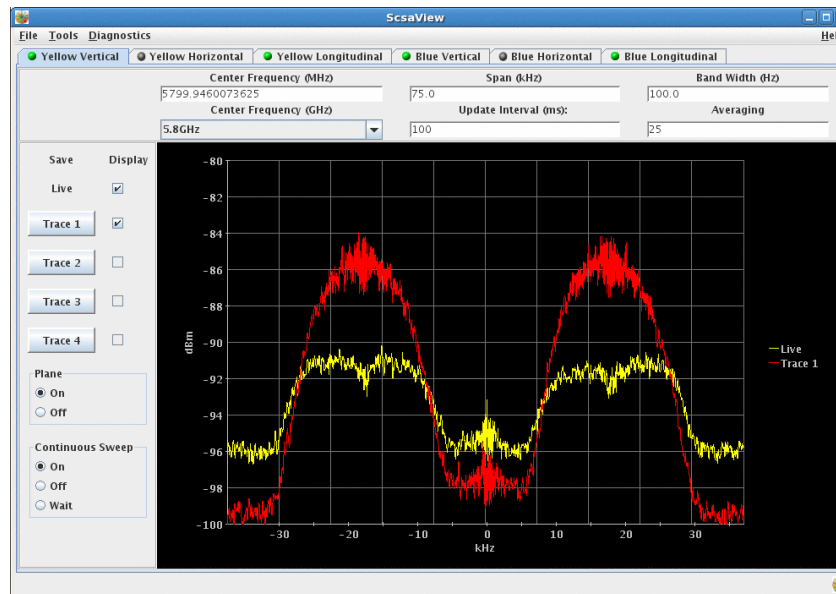 ScsaView
File Tools Diagnostics
Yellow Vertical Yellow Horizontal Yellow Longitudinal Blue Vertical Blue Horizontal Blue Longitudinal
Center Frequency (MHz) Span (kHz) Band Width (Hz)
5799.9460073625 75.0 100.0
Center Frequency (GHz) Update Interval (ms): Averaging
5.8GHz 100 25
Save Display
Live
Trace 1
Trace 2
Trace 3
Trace 4
Plane
On
Off
Continuous Sweep
On
Off
Wait
-80
-82
-84
-86
-88
-90
-92
-94
-96
-98
-100
dBm
-30 -20 -10 0 10 20 30
kHz
Live
Trace 1